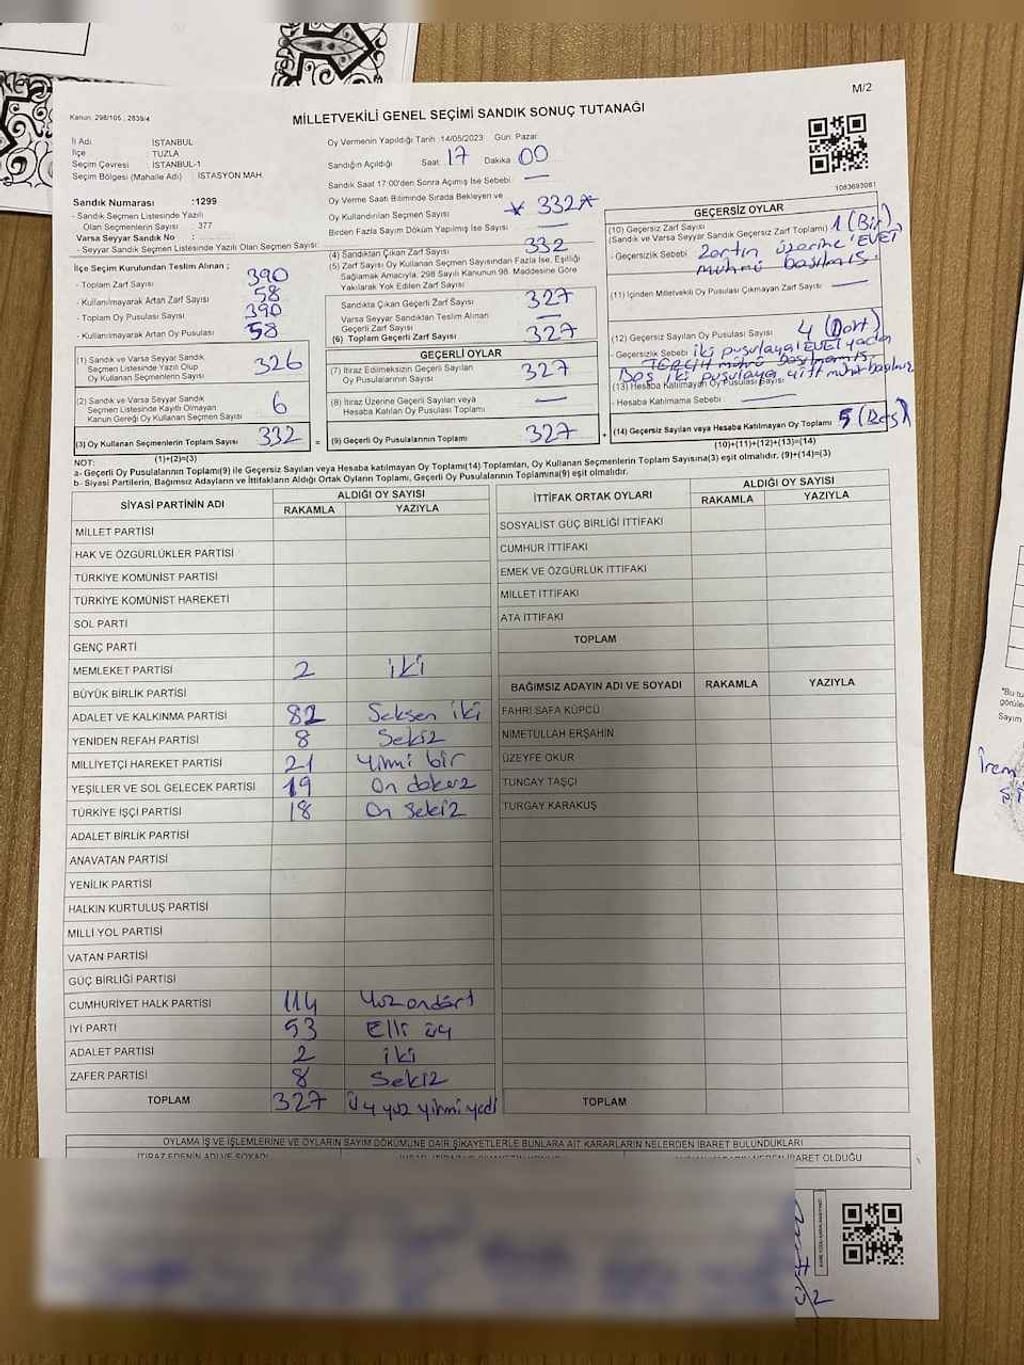 M/2
Kanun: 298/105 , 2839/4
MİLLETVEKİLİ GENEL SEÇİMİ SANDIK SONUÇ TUTANAĞI
İl Adı : İSTANBUL
İlçe : TUZLA
Seçim Çevresi : İSTANBUL-1
Seçim Bölgesi (Mahalle Adı) : İSTASYON MAH.
Sandık Numarası :1299
- Sandık Seçmen Listesinde Yazılı
Olan Seçmenlerin Sayısı : 377
Varsa Seyyar Sandık No :
- Seyyar Sandık Seçmen Listesinde Yazılı Olan Seçmen Sayısı:
İlçe Seçim Kurulundan Teslim Alınan ;
- Toplam Zarf Sayısı 390
- Kullanılmayarak Artan Zarf Sayısı 58
- Toplam Oy Pusulası Sayısı 390
- Kullanılmayarak Artan Oy Pusulası 58
(1) Sandık ve Varsa Seyyar Sandık
Seçmen Listesinde Yazılı Olup
Oy Kullanan Seçmenlerin Sayısı 326
(2) Sandık ve Varsa Seyyar Sandık
Seçmen Listesinde Kayıtlı Olmayan
Kanun Gereği Oy Kullanan Seçmen Sayısı 6
(3) Oy Kullanan Seçmenlerin Toplam Sayısı 332 =
(1)+(2)=(3)
Oy Vermenin Yapıldığı Tarih :14/05/2023 Gün: Pazar
Sandığın Açıldığı Saat: 17 Dakika: 00
Sandık Saat 17:00'den Sonra Açılmış İse Sebebi: —
Oy Verme Saati Bitiminde Sırada Bekleyen ve
Oy Kullandırılan Seçmen Sayısı 332
Birden Fazla Sayım Döküm Yapılmış İse Sayısı —
(4) Sandıktan Çıkan Zarf Sayısı 332
(5) Zarf Sayısı Oy Kullanan Seçmen Sayısından Fazla İse, Eşitliği
Sağlamak Amacıyla, 298 Sayılı Kanunun 98. Maddesine Göre
Yakılarak Yok Edilen Zarf Sayısı
Sandıkta Çıkan Geçerli Zarf Sayısı 327
Varsa Seyyar Sandıktan Teslim Alınan
Geçerli Zarf Sayısı —
(6) Toplam Geçerli Zarf Sayısı 327
GEÇERLİ OYLAR
(7) İtiraz Edilmeksizin Geçerli Sayılan
Oy Pusulasının Sayısı 327
(8) İtiraz Üzerine Geçerli Sayılan veya
Hesaba Katılan Oy Pusulası Toplamı —
(9) Geçerli Oy Pusulalarının Toplamı 327 +
1083693081
GEÇERSİZ OYLAR
(10) Geçersiz Zarf Sayısı
(Sandık ve Varsa Seyyar Sandık Geçersiz Zarf Toplamı) 1 (Bir)
- Geçersizlik Sebebi Zarfın üzerine 'EVET
mührü basılmış.
(11) İçinden Milletvekili Oy Pusulası Çıkmayan Zarf Sayısı —
(12) Geçersiz Sayılan Oy Pusulası Sayısı 4 (Dört)
- Geçersizlik Sebebi iki pusulaya EVET yada
TERCİH mührü basılmamış.
Boş iki pusulaya çift mühür
(13) Hesaba Katılmayan Oy Pusulası Sayısı
- Hesaba Katılmama Sebebi : —
(14) Geçersiz Sayılan veya Hesaba Katılmayan Oy Toplamı 5 (Beş)
(10)+(11)+(12)+(13)=(14)
NOT:
a- Geçerli Oy Pusulalarının Toplamı(9) ile Geçersiz Sayılan veya Hesaba katılmayan Oy Toplamı(14) Toplamları, Oy Kullanan Seçmenlerin Toplam Sayısına(3) eşit olmalıdır. (9)+(14)=(3)
b- Siyasi Partilerin, Bağımsız Adayların ve İttifakların Aldığı Ortak Oyların Toplamı, Geçerli Oy Pusulalarının Toplamına(9) eşit olmalıdır.
SİYASİ PARTİNİN ADI ALDIĞI OY SAYISI
RAKAMLA YAZIYLA
MİLLET PARTİSİ
HAK VE ÖZGÜRLÜKLER PARTİSİ
TÜRKİYE KOMÜNİST PARTİSİ
TÜRKİYE KOMÜNİST HAREKETİ
SOL PARTİ
GENÇ PARTİ
MEMLEKET PARTİSİ 2 iki
BÜYÜK BİRLİK PARTİSİ
ADALET VE KALKINMA PARTİSİ 82 Seksen iki
YENİDEN REFAH PARTİSİ 8 Sekiz
MİLLİYETÇİ HAREKET PARTİSİ 21 Yirmi bir
YEŞİLLER VE SOL GELECEK PARTİSİ 19 On dokuz
TÜRKİYE İŞÇİ PARTİSİ 18 On Sekiz
ADALET BİRLİK PARTİSİ
ANAVATAN PARTİSİ
YENİLİK PARTİSİ
HALKIN KURTULUŞ PARTİSİ
MİLLİ YOL PARTİSİ
VATAN PARTİSİ
GÜÇ BİRLİĞİ PARTİSİ
CUMHURİYET HALK PARTİSİ 114 Yüz ondört
İYİ PARTİ 53 Elli üç
ADALET PARTİSİ 2 iki
ZAFER PARTİSİ 8 Sekiz
TOPLAM 327 Üç yüz yirmi yedi
İTTİFAK ORTAK OYLARI ALDIĞI OY SAYISI
RAKAMLA YAZIYLA
SOSYALİST GÜÇ BİRLİĞİ İTTİFAKI
CUMHUR İTTİFAKI
EMEK VE ÖZGÜRLÜK İTTİFAKI
MİLLET İTTİFAKI
ATA İTTİFAKI
TOPLAM
BAĞIMSIZ ADAYIN ADI VE SOYADI RAKAMLA YAZIYLA
FAHRİ SAFA KÜPCÜ
NİMETULLAH ERŞAHİN
ÜZEYFE OKUR
TUNCAY TAŞÇI
TURGAY KARAKUŞ
TOPLAM
OYLAMA İŞ VE İŞLEMLERİNE VE OYLARIN SAYIM DÖKÜMÜNE DAİR ŞİKAYETLERLE BUNLARA AİT KARARLARIN NELERDEN İBARET BULUNDUKLARI
İTİRAZ EDENİN ADI VE SOYADI
İBARET OLDUĞU
"Bu tu
görüle
Sayım
İrem